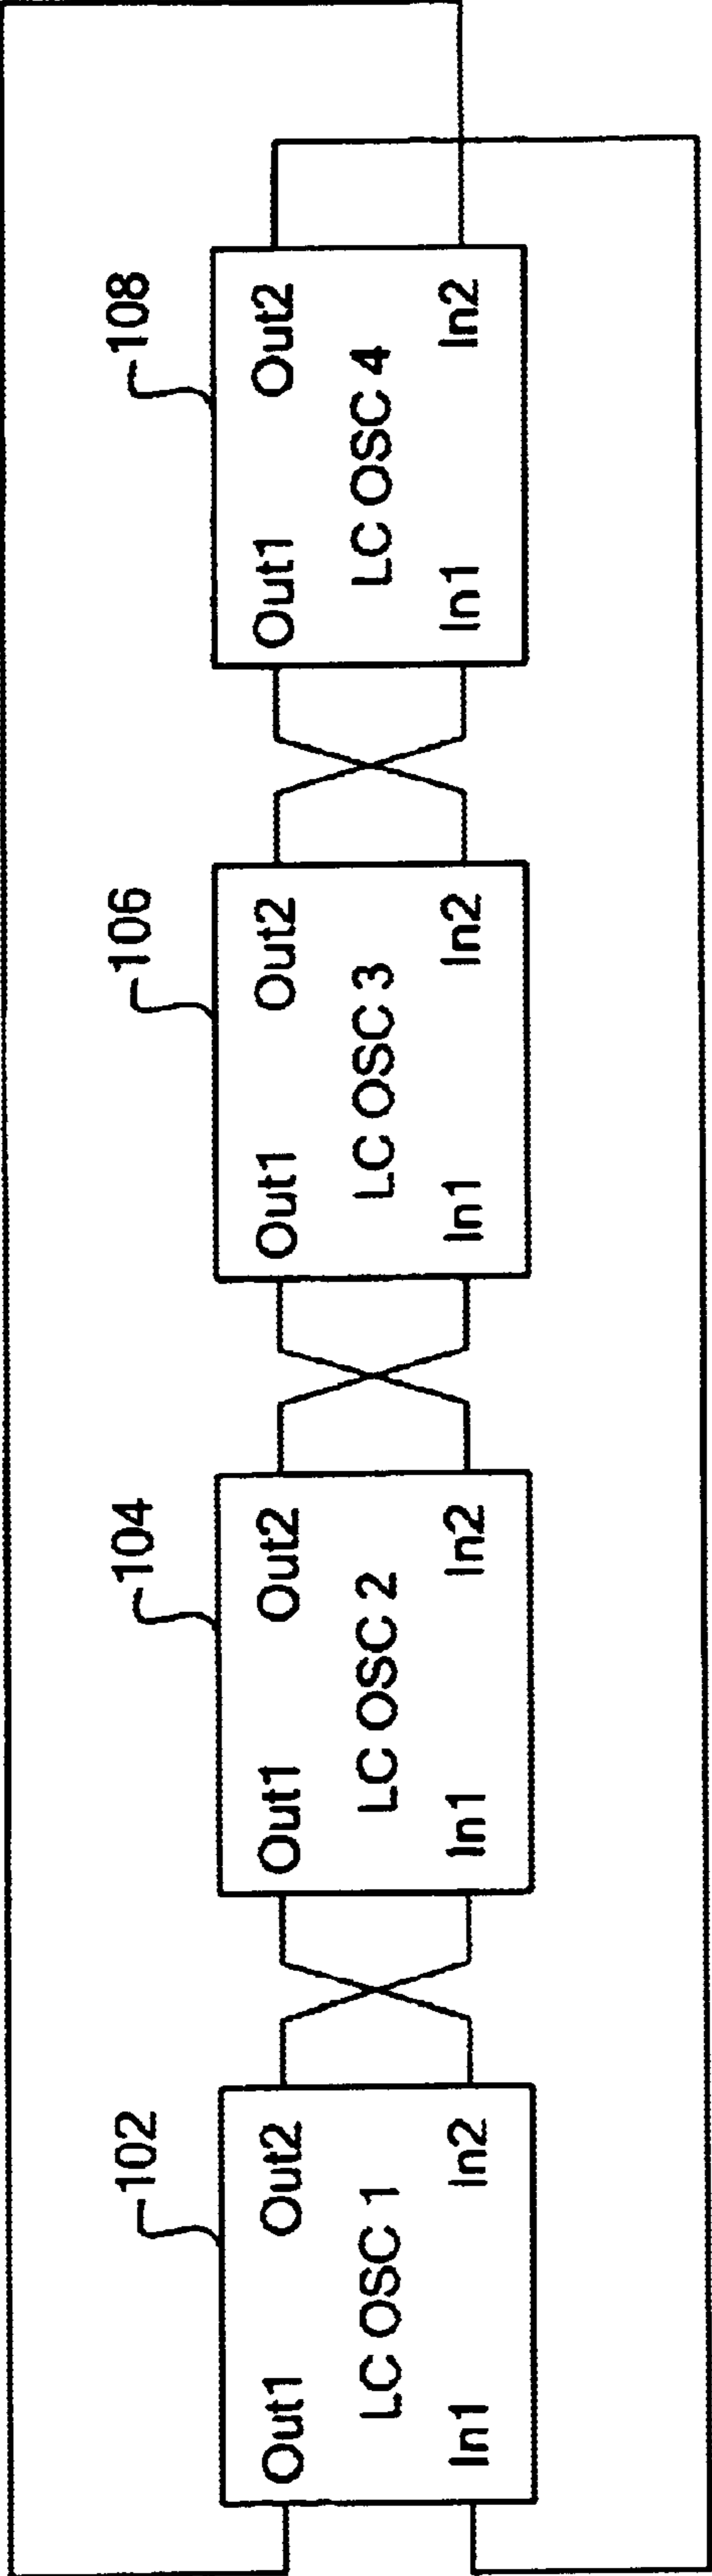 102
Out1 Out2
LC OSC 1
In1 In2
104
Out1 Out2
LC OSC 2
In1 In2
106
Out1 Out2
LC OSC 3
In1 In2
108
Out1 Out2
LC OSC 4
In1 In2